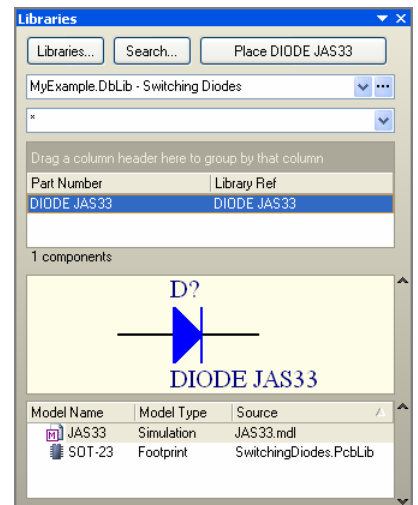 Libraries
Libraries... Search... Place DIODE JAS33
MyExample.DbLib - Switching Diodes ...
*
Drag a column header here to group by that column
Part Number Library Ref
DIODE JAS33 DIODE JAS33
1 components
D?
DIODE JAS33
Model Name Model Type Source
M JAS33 Simulation JAS33.mdl
SOT-23 Footprint SwitchingDiodes.PcbLib